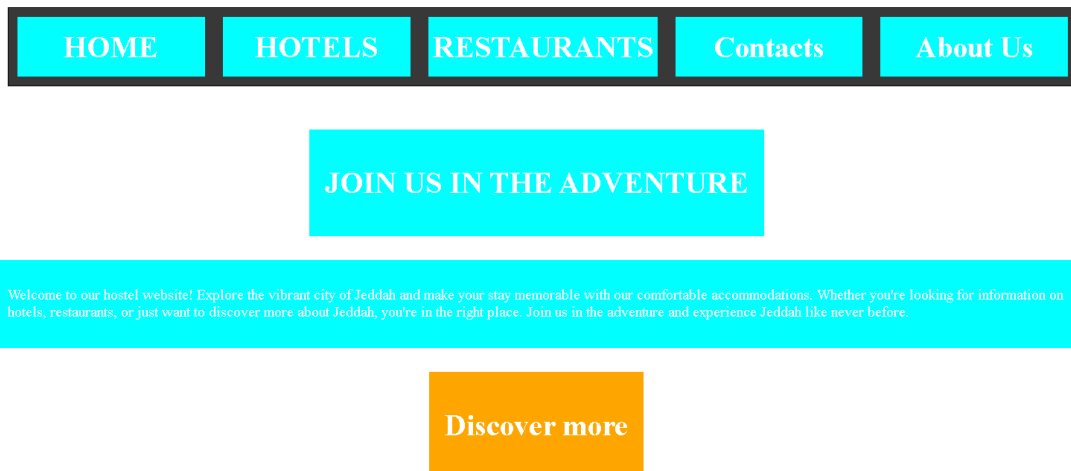 HOME HOTELS RESTAURANTS Contacts About Us
JOIN US IN THE ADVENTURE
Welcome to our hostel website! Explore the vibrant city of Jeddah and make your stay memorable with our comfortable accommodations. Whether you're looking for information on
hotels, restaurants, or just want to discover more about Jeddah, you're in the right place. Join us in the adventure and experience Jeddah like never before.
Discover more